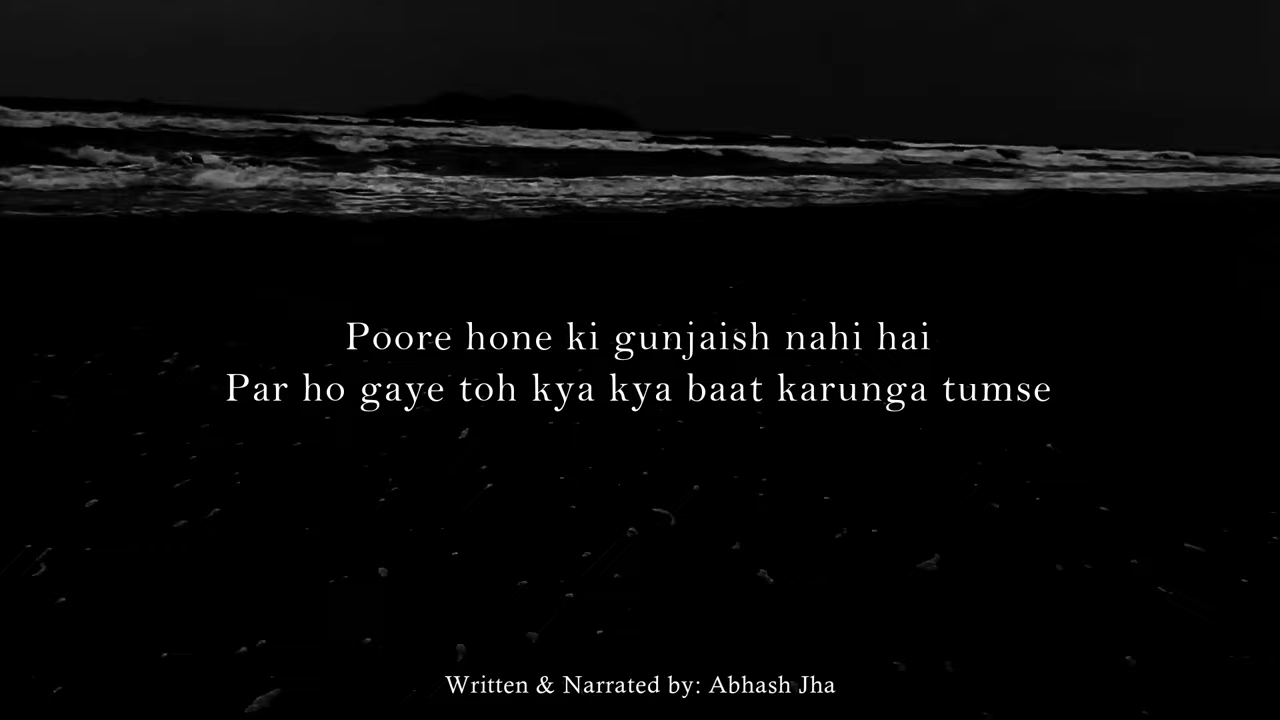 Poore hone ki gunjaish nahi hai
Par ho gaye toh kya kya baat karunga tumse
Written & Narrated by: Abhash Jha